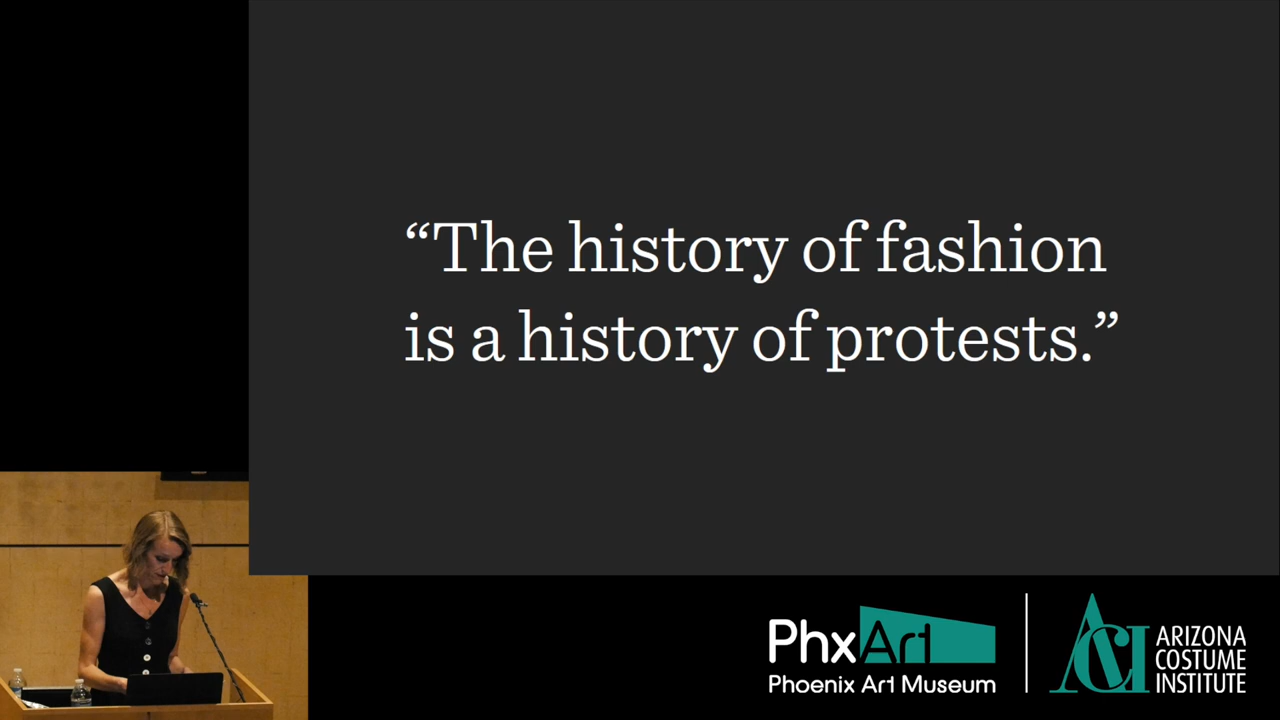 “The history of fashion
is a history of protests.”
PhxArt
Phoenix Art Museum
ACI
ARIZONA
COSTUME
INSTITUTE